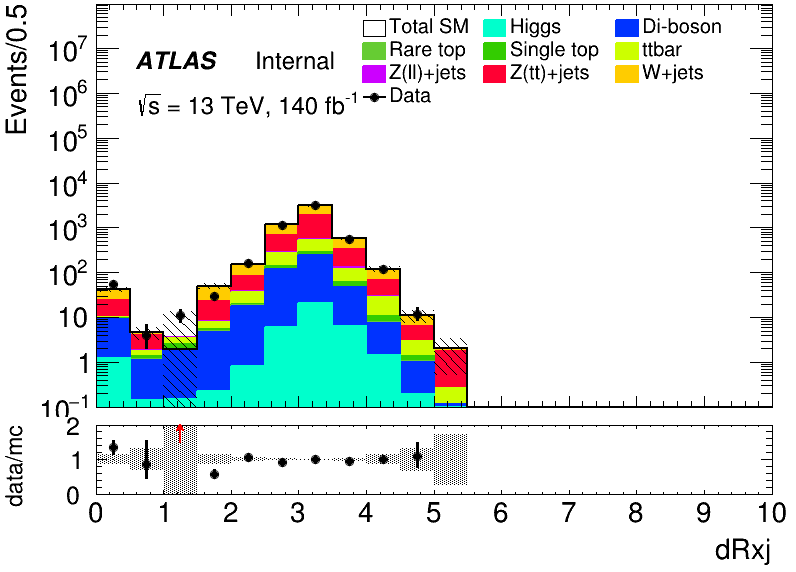 Events/0.5
10⁷
10⁶
10⁵
10⁴
10³
10²
10
1
10⁻¹
ATLAS Internal
√s = 13 TeV, 140 fb⁻¹
Total SM Higgs Di-boson
Rare top Single top ttbar
Z(ll)+jets Z(tt)+jets W+jets
Data
data/mc
2
1
0
0 1 2 3 4 5 6 7 8 9 10
dRxj